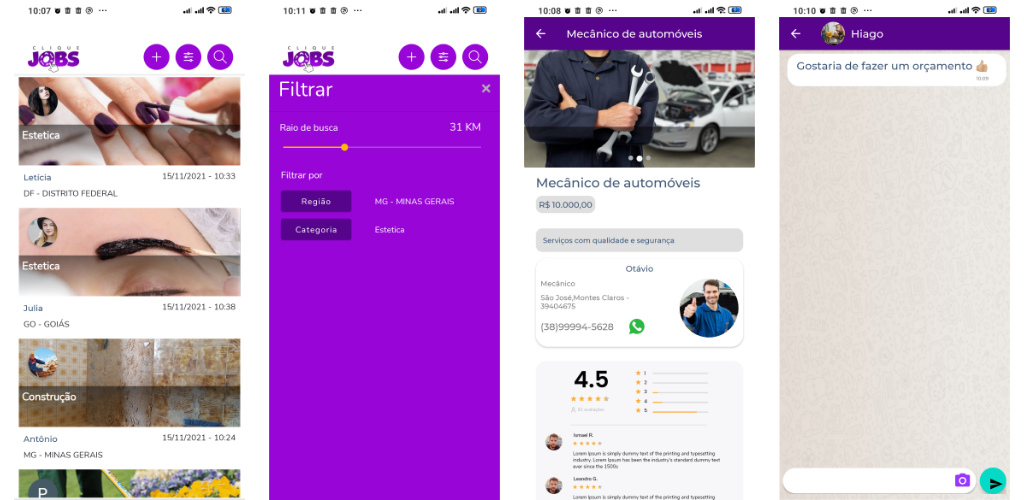 10:07
CLIQUE
JOBS
Estetica
Letícia
15/11/2021 - 10:33
DF - DISTRITO FEDERAL
Estetica
Julia
15/11/2021 - 10:38
GO - GOIÁS
Construção
Antônio
15/11/2021 - 10:24
MG - MINAS GERAIS
P
10:11
CLIQUE
JOBS
Filtrar
×
Raio de busca
31 KM
Filtrar por
Região
MG - MINAS GERAIS
Categoria
Estetica
10:08
Mecânico de automóveis
Mecânico de automóveis
R$ 10.000,00
Serviços com qualidade e segurança
Otávio
Mecânico
São José,Montes Claros -
39404675
(38)99994-5628
4.5
1
2
3
4
5
Ismael R.
Lorem Ipsum is simply dummy text of the printing and typesetting
industry. Lorem Ipsum has been the industry's standard dummy text
ever since the 1500s
Leandro G.
Lorem Ipsum is simply dummy text of the printing and typesetting
10:10
Hiago
Gostaria de fazer um orçamento 👍🏼